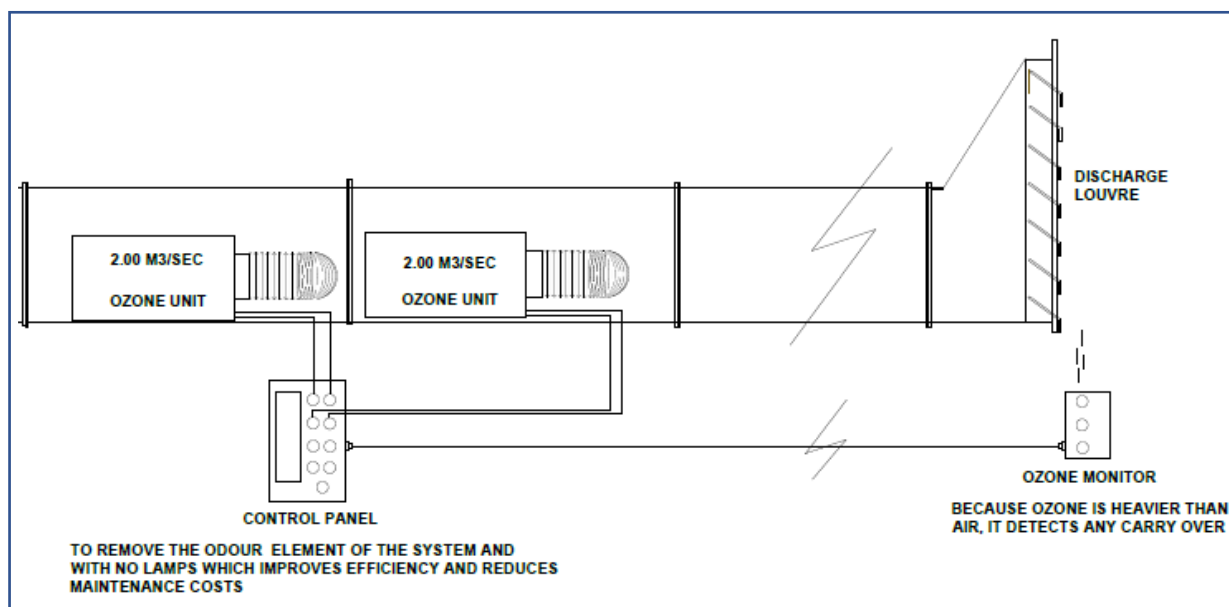 DISCHARGE
LOUVRE
2.00 M3/SEC
OZONE UNIT
2.00 M3/SEC
OZONE UNIT
CONTROL PANEL
TO REMOVE THE ODOUR ELEMENT OF THE SYSTEM AND
WITH NO LAMPS WHICH IMPROVES EFFICIENCY AND REDUCES
MAINTENANCE COSTS
OZONE MONITOR
BECAUSE OZONE IS HEAVIER THAN
AIR, IT DETECTS ANY CARRY OVER